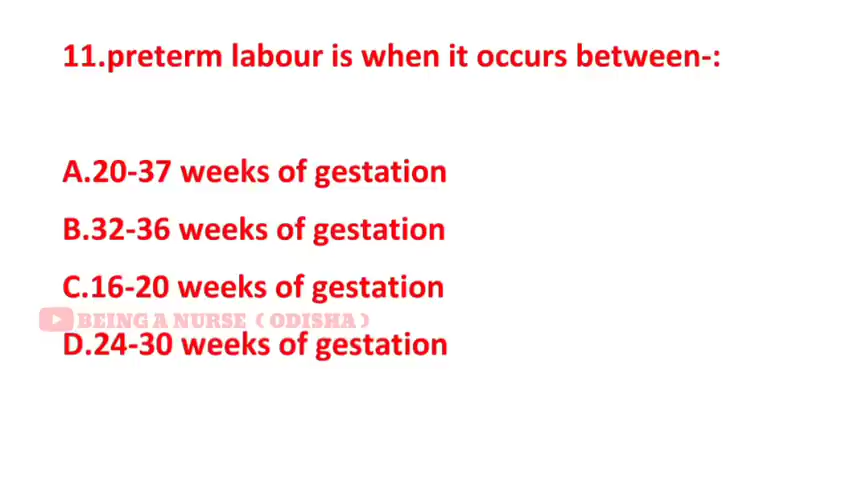 11.preterm labour is when it occurs between-:
A.20-37 weeks of gestation
B.32-36 weeks of gestation
C.16-20 weeks of gestation
BEING A NURSE ( ODISHA )
D.24-30 weeks of gestation